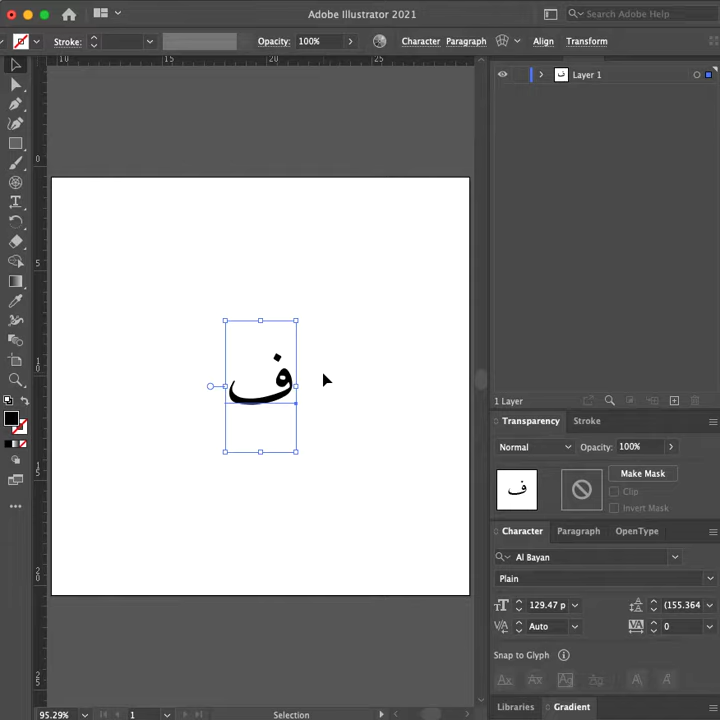 Adobe Illustrator 2021
Search Adobe Help
Stroke: Opacity: 100% Character Paragraph Align Transform
10 15 20 25
0
5
10
15
20
25
ف
Layer 1
1 Layer
Transparency Stroke
Normal Opacity: 100%
ف
Make Mask
Clip
Invert Mask
Character Paragraph OpenType
Al Bayan
Plain
129.47 p (155.364
Auto 0
Snap to Glyph
Libraries Gradient
95.29% 1 Selection